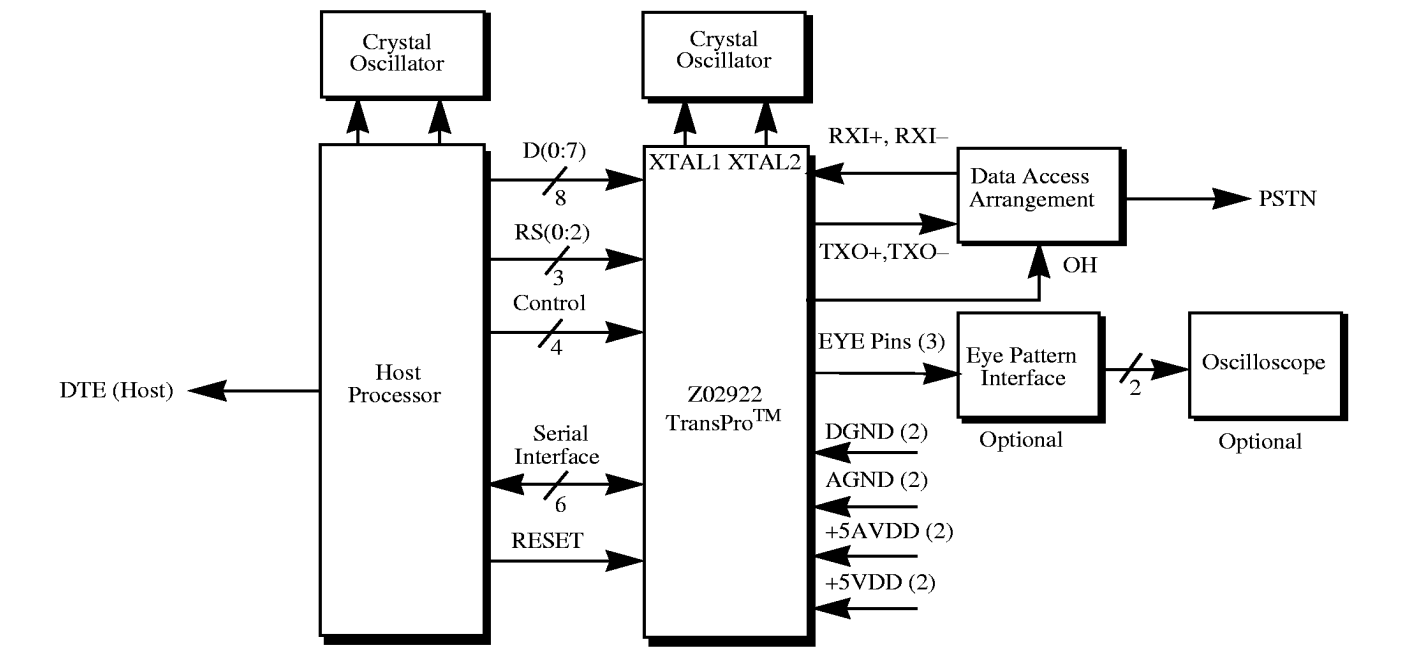 Crystal
Oscillator
Crystal
Oscillator
D(0:7)
8
RS(0:2)
3
Control
4
DTE (Host)
Host
Processor
Serial
Interface
6
RESET
XTAL1 XTAL2
Z02922
TransPro™
RXI+, RXI–
TXO+,TXO–
Data Access
Arrangement
PSTN
OH
EYE Pins (3)
Eye Pattern
Interface
Optional
2
Oscilloscope
Optional
DGND (2)
AGND (2)
+5AVDD (2)
+5VDD (2)